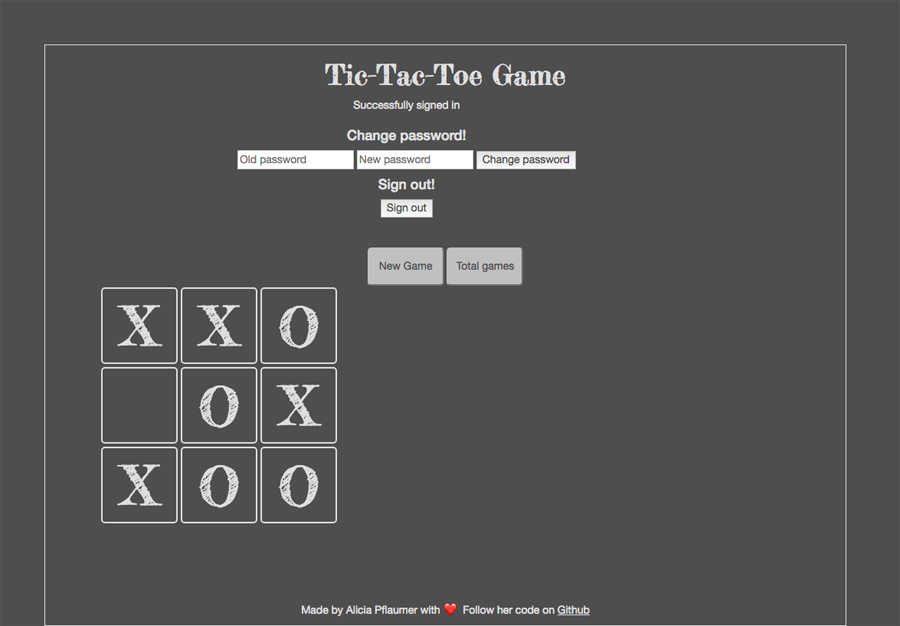 Tic-Tac-Toe Game
Successfully signed in
Change password!
Old password New password Change password
Sign out!
Sign out
New Game Total games
X X O
O X
X O O
Made by Alicia Pflaumer with ❤️ Follow her code on Github